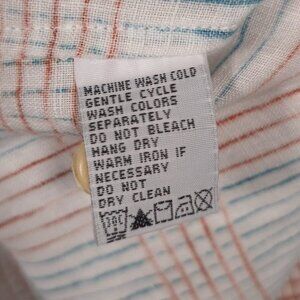 MACHINE WASH COLD
GENTLE CYCLE
WASH COLORS
SEPARATELY
DO NOT BLEACH
HANG DRY
WARM IRON IF
NECESSARY
DO NOT
DRY CLEAN